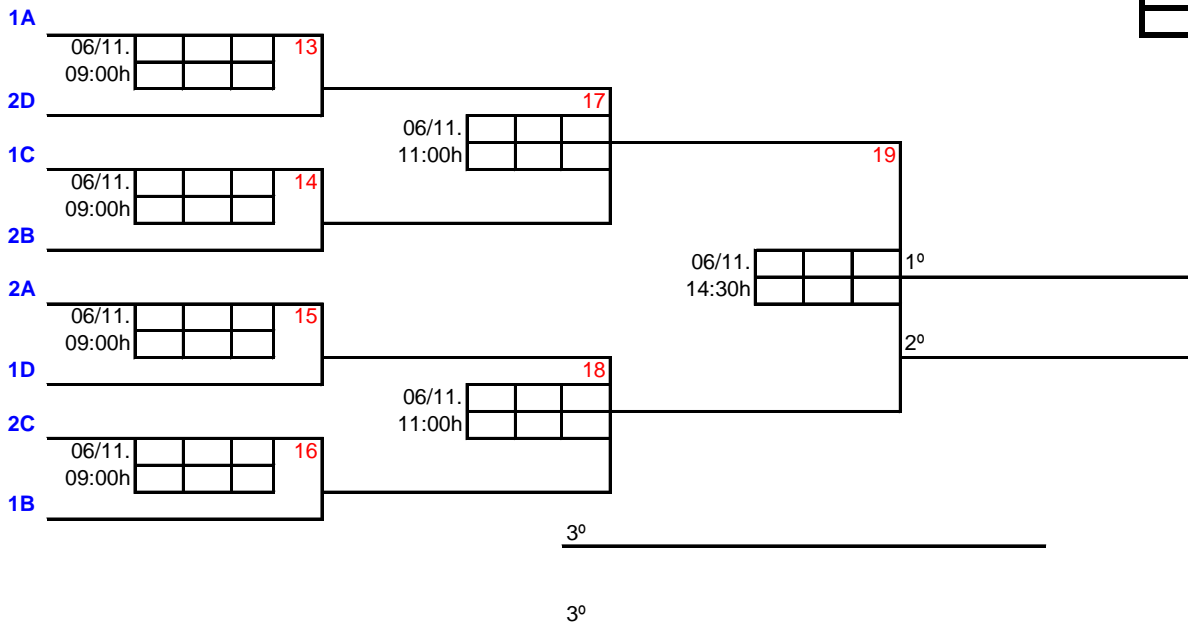 1A
06/11. 13
09:00h
2D
17
06/11.
11:00h
1C
19
06/11. 14
09:00h
2B
06/11. 1º
14:30h
2A
06/11. 15
09:00h
2º
1D
18
06/11.
11:00h
2C
06/11. 16
09:00h
1B
3º
3º